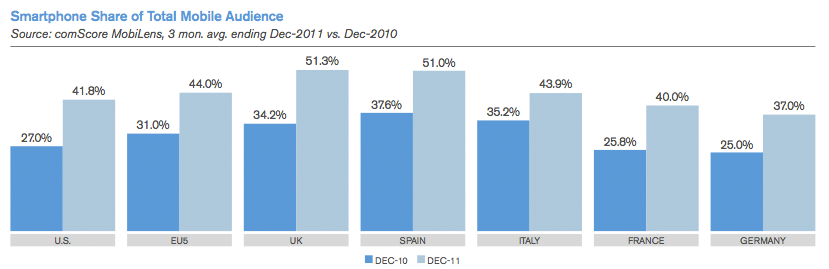 Smartphone Share of Total Mobile Audience
Source: comScore MobiLens, 3 mon. avg. ending Dec-2011 vs. Dec-2010
27.0% 41.8% 31.0% 44.0% 34.2% 51.3% 37.6% 51.0% 35.2% 43.9% 25.8% 40.0% 25.0% 37.0%
U.S. EU5 UK SPAIN ITALY FRANCE GERMANY
DEC-10 DEC-11